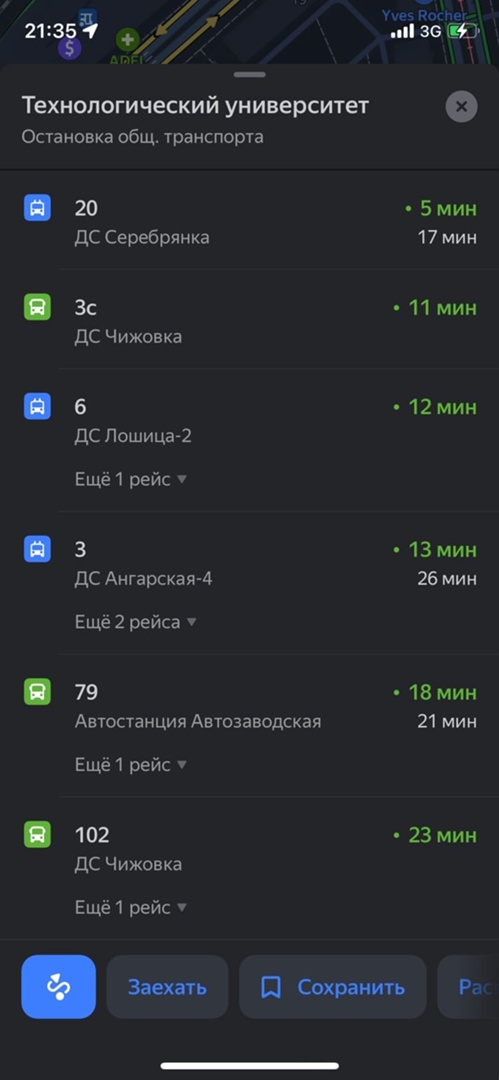 Yves Rocher
21:35
3G
Технологический университет
Остановка общ. транспорта
20
• 5 мин
ДС Серебрянка
17 мин
3с
• 11 мин
ДС Чижовка
6
• 12 мин
ДС Лошица-2
Ещё 1 рейс ▼
3
• 13 мин
ДС Ангарская-4
26 мин
Ещё 2 рейса ▼
79
• 18 мин
Автостанция Автозаводская
21 мин
Ещё 1 рейс ▼
102
• 23 мин
ДС Чижовка
Ещё 1 рейс ▼
Заехать
Сохранить
Рас